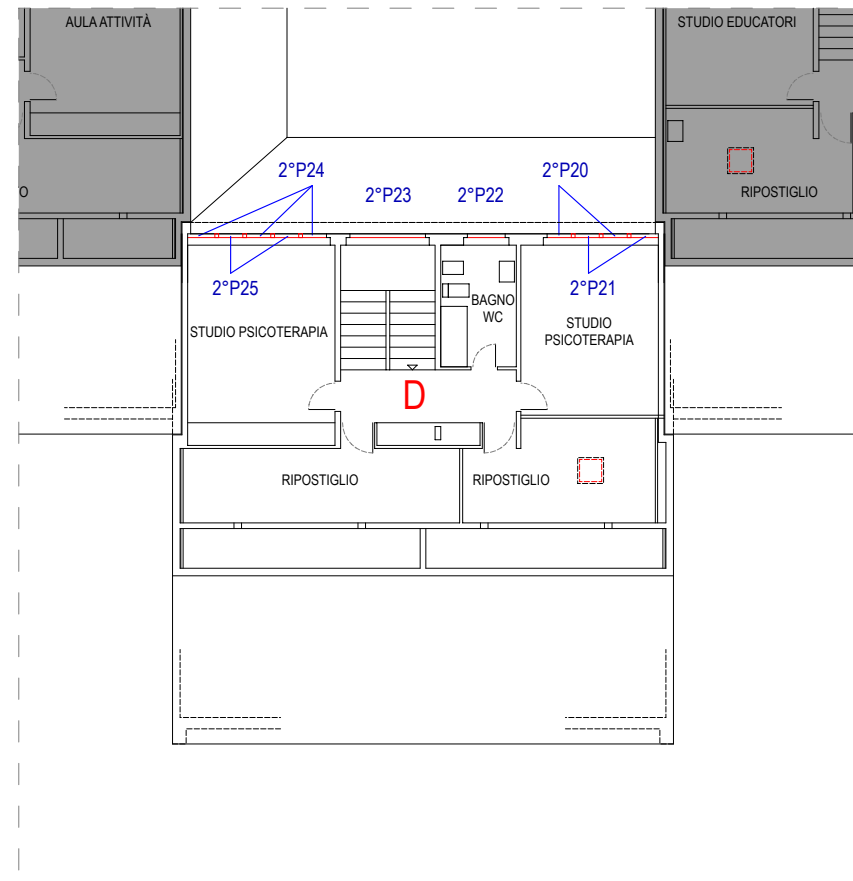 AULA ATTIVITÀ
STUDIO EDUCATORI
2°P24
2°P23
2°P22
2°P20
O
RIPOSTIGLIO
2°P25
2°P21
BAGNO
WC
STUDIO PSICOTERAPIA
STUDIO
PSICOTERAPIA
D
RIPOSTIGLIO
RIPOSTIGLIO